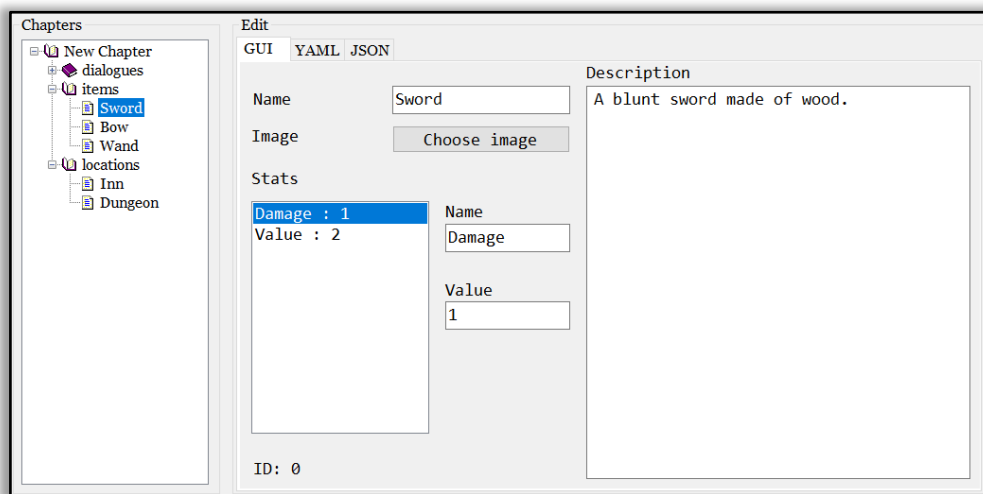 Chapters
New Chapter
dialogues
items
Sword
Bow
Wand
locations
Inn
Dungeon
Edit
GUI YAML JSON
Name Sword
Image Choose image
Stats
Damage : 1
Value : 2
Name
Damage
Value
1
ID: 0
Description
A blunt sword made of wood.